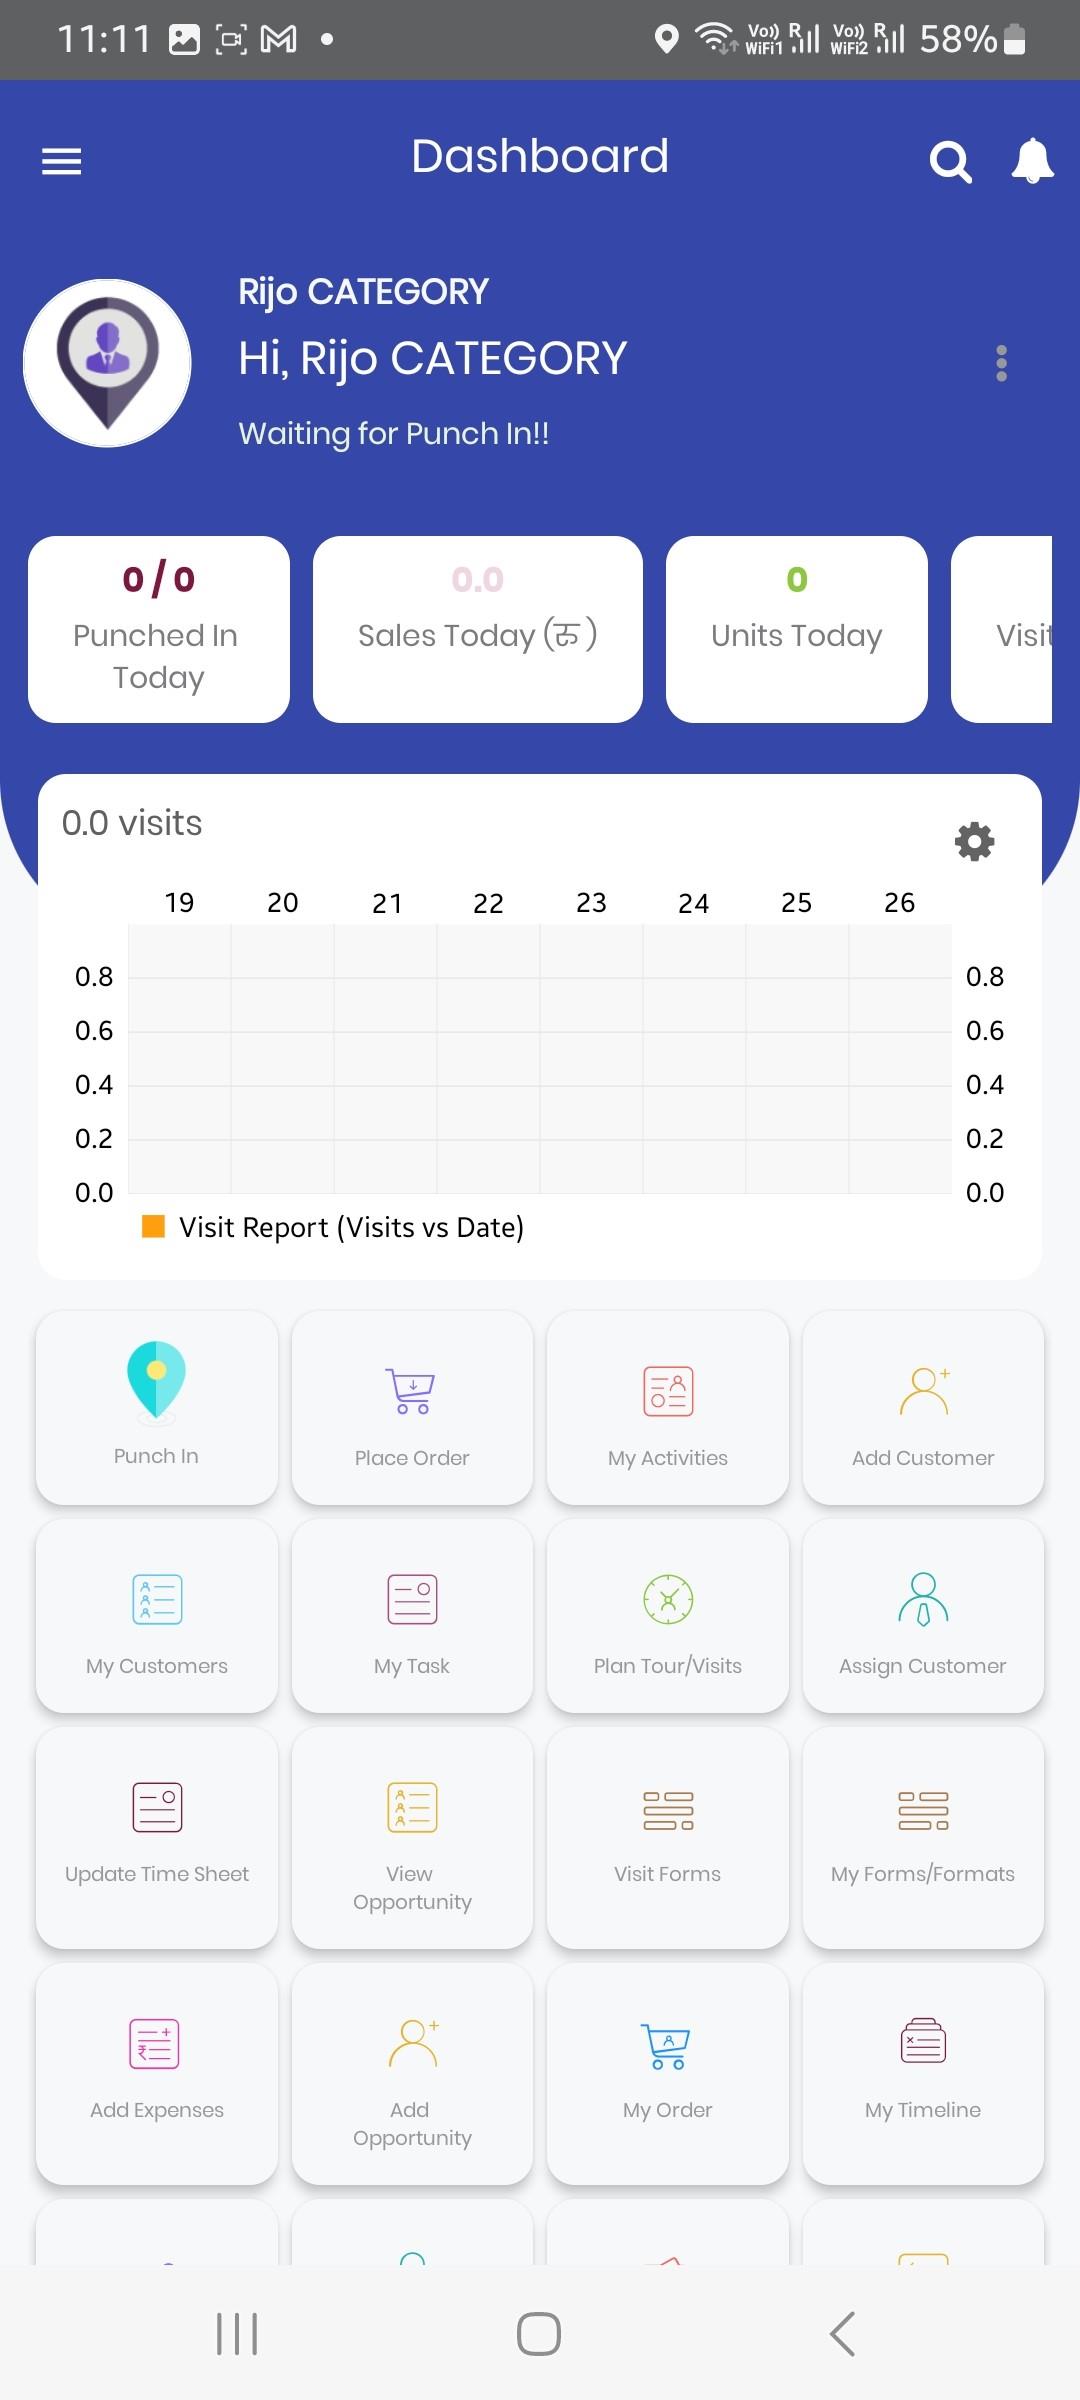 11:11 Vo)) WiFi1 R Vo)) WiFi2 R 58%
Dashboard
Rijo CATEGORY
Hi, Rijo CATEGORY
Waiting for Punch In!!
0 / 0 0.0 0
Punched In Sales Today (रु) Units Today Visit
Today
0.0 visits
19 20 21 22 23 24 25 26
0.8 0.8
0.6 0.6
0.4 0.4
0.2 0.2
0.0 0.0
Visit Report (Visits vs Date)
Punch In Place Order My Activities Add Customer
My Customers My Task Plan Tour/Visits Assign Customer
Update Time Sheet View Visit Forms My Forms/Formats
Opportunity
Add Expenses Add My Order My Timeline
Opportunity